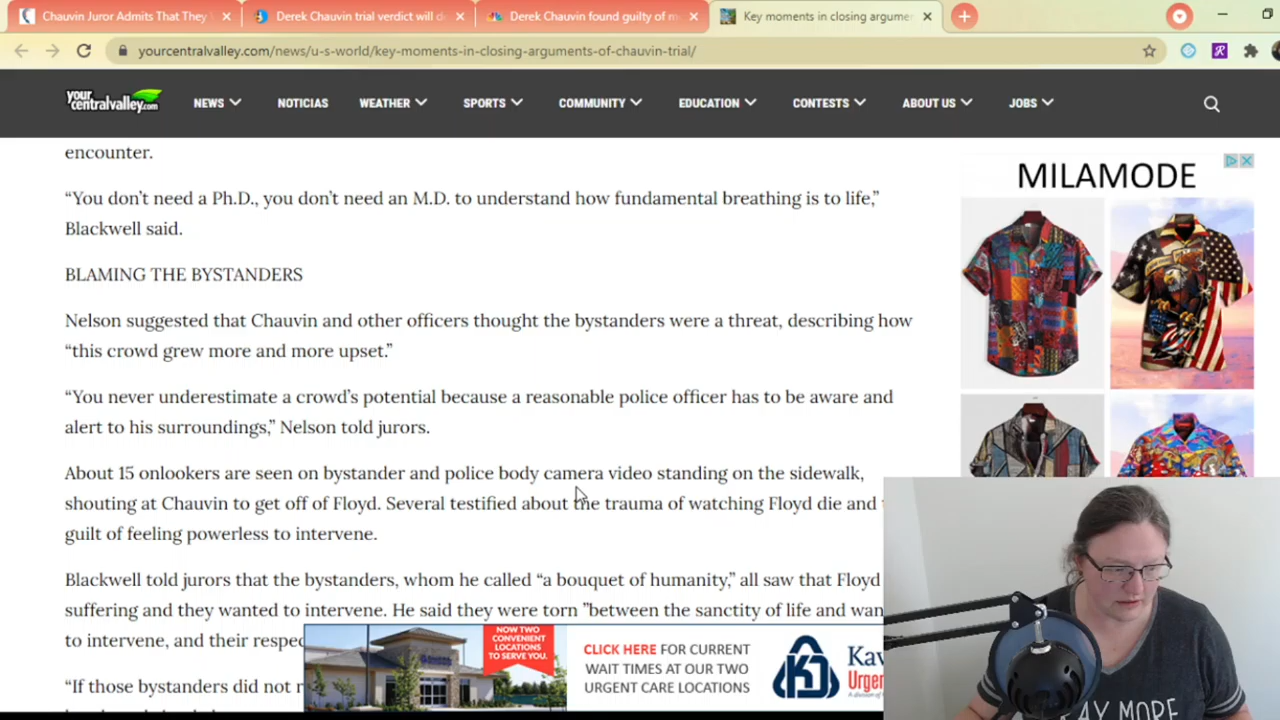 Chauvin Juror Admits That They
Derek Chauvin trial verdict will d
Derek Chauvin found guilty of m
Key moments in closing argume
yourcentralvalley.com/news/u-s-world/key-moments-in-closing-arguments-of-chauvin-trial/
your
centralvalley.com
NEWS
NOTICIAS
WEATHER
SPORTS
COMMUNITY
EDUCATION
CONTESTS
ABOUT US
JOBS
encounter.
“You don’t need a Ph.D., you don’t need an M.D. to understand how fundamental breathing is to life,”
Blackwell said.
BLAMING THE BYSTANDERS
Nelson suggested that Chauvin and other officers thought the bystanders were a threat, describing how
“this crowd grew more and more upset.”
“You never underestimate a crowd’s potential because a reasonable police officer has to be aware and
alert to his surroundings,” Nelson told jurors.
About 15 onlookers are seen on bystander and police body camera video standing on the sidewalk,
shouting at Chauvin to get off of Floyd. Several testified about the trauma of watching Floyd die and
guilt of feeling powerless to intervene.
Blackwell told jurors that the bystanders, whom he called “a bouquet of humanity,” all saw that Floyd
suffering and they wanted to intervene. He said they were torn ”between the sanctity of life and
to intervene, and their
“If those bystanders did not
MILAMODE
NOW TWO
CONVENIENT
LOCATIONS
TO SERVE YOU.
CLICK HERE FOR CURRENT
WAIT TIMES AT OUR TWO
URGENT CARE LOCATIONS
Kaw
Urge
A division of
AY MORE